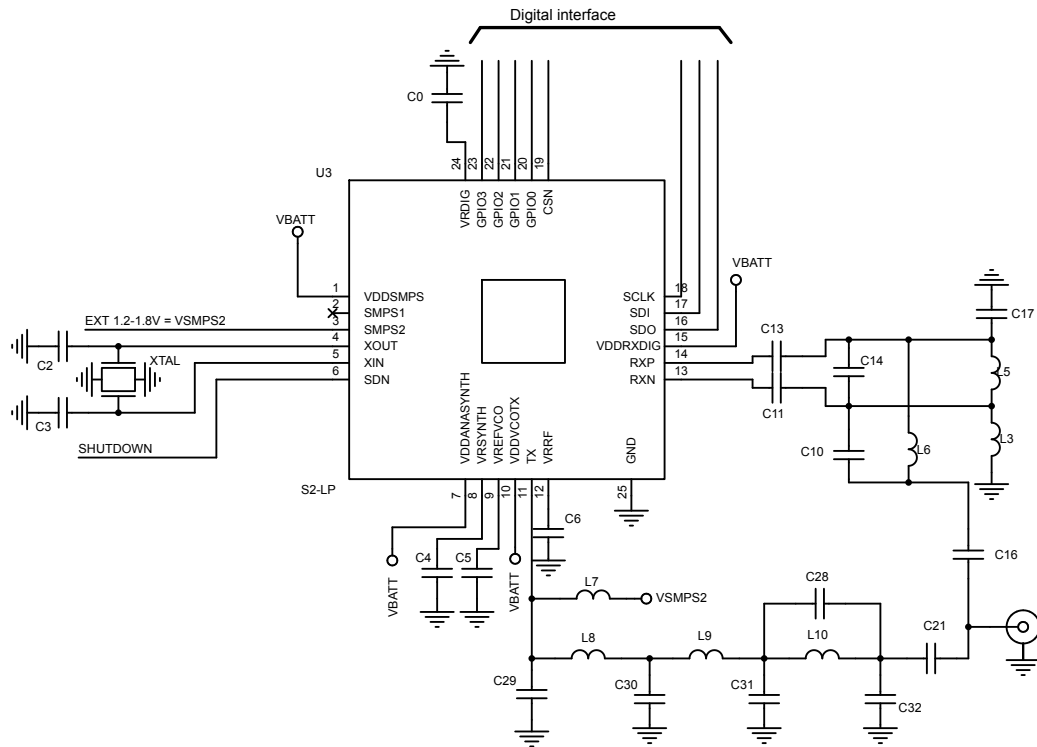 Digital interface
C0
24
23
22
21
20
19
U3
VRDIG
GPIO3
GPIO2
GPIO1
GPIO0
CSN
VBATT
VBATT
1
VDDSMPS
SCLK
18
2
SMPS1
SDI
17
C17
EXT 1.2-1.8V = VSMPS2
3
SMPS2
SDO
16
4
XOUT
VDDRXDIG
15
C13
C2
XTAL
5
XIN
RXP
14
C14
L5
6
SDN
RXN
13
C11
C3
SHUTDOWN
C10
L6
L3
VDDANASYNTH
VRSYNTH
VREFVCO
VDDVCOTX
TX
VRRF
GND
S2-LP
7
8
9
10
11
12
25
C6
C4
C5
VBATT
VBATT
C16
L7
VSMPS2
C28
C21
L8
L9
L10
C29
C30
C31
C32